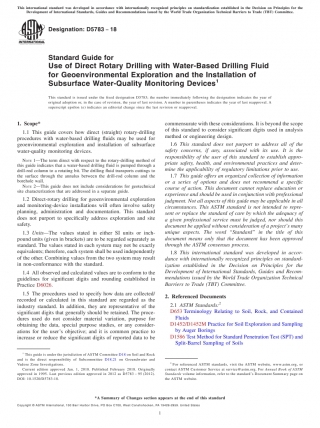 This international standard was developed in accordance with internationally recognized principles on standardization established in the Decision on Principles for the
Development of International Standards, Guides and Recommendations issued by the World Trade Organization Technical Barriers to Trade (TBT) Committee.
Designation: D5783 − 18
Standard Guide for
Use of Direct Rotary Drilling with Water-Based Drilling Fluid
for Geoenvironmental Exploration and the Installation of
Subsurface Water-Quality Monitoring Devices1
This standard is issued under the fixed designation D5783; the number immediately following the designation indicates the year of
original adoption or, in the case of revision, the year of last revision. A number in parentheses indicates the year of last reapproval. A
superscript epsilon (ε) indicates an editorial change since the last revision or reapproval.
1. Scope*
1.1 This guide covers how direct (straight) rotary-drilling
procedures with water-based drilling fluids may be used for
geoenvironmental exploration and installation of subsurface
water-quality monitoring devices.
NOTE 1—The term direct with respect to the rotary-drilling method of
this guide indicates that a water-based drilling fluid is pumped through a
drill-rod column to a rotating bit. The drilling fluid transports cuttings to
the surface through the annulus between the drill-rod column and the
borehole wall.
NOTE 2—This guide does not include considerations for geotechnical
site characterization that are addressed in a separate guide.
1.2 Direct-rotary drilling for geoenvironmental exploration
and monitoring-device installations will often involve safety
planning, administration and documentation. This standard
does not purport to specifically address exploration and site
safety.
1.3 Units—The values stated in either SI units or inch-
pound units (given in brackets) are to be regarded separately as
standard. The values stated in each system may not be exactly
equivalents; therefore, each system shall be used independently
of the other. Combining values from the two system may result
in non-conformance with the standard.
1.4 All observed and calculated values are to conform to the
guidelines for significant digits and rounding established in
Practice D6026.
1.5 The procedures used to specify how data are collected/
recorded or calculated in this standard are regarded as the
industry standard. In addition, they are representative of the
significant digits that generally should be retained. The proce-
dures used do not consider material variation, purpose for
obtaining the data, special purpose studies, or any consider-
ations for the user's objective; and it is common practice to
increase or reduce the significant digits of reported data to be
commensurate with these considerations. It is beyond the scope
of this standard to consider significant digits used in analysis
method or engineering design.
1.6 This standard does not purport to address all of the
safety concerns, if any, associated with its use. It is the
responsibility of the user of this standard to establish appro-
priate safety, health, and environmental practices and deter-
mine the applicability of regulatory limitations prior to use.
1.7 This guide offers an organized collection of information
or a series of options and does not recommend a specific
course of action. This document cannot replace education or
experience and should be used in conjunction with professional
judgment. Not all aspects of this guide may be applicable in all
circumstances. This ASTM standard is not intended to repre-
sent or replace the standard of care by which the adequacy of
a given professional service must be judged, nor should this
document be applied without consideration of a project's many
unique aspects. The word "Standard" in the title of this
document means only that the document has been approved
through the ASTM consensus process.
1.8 This international standard was developed in accor-
dance with internationally recognized principles on standard-
ization established in the Decision on Principles for the
Development of International Standards, Guides and Recom-
mendations issued by the World Trade Organization Technical
Barriers to Trade (TBT) Committee.
2. Referenced Documents
2.1 ASTM Standards:2
D653 Terminology Relating to Soil, Rock, and Contained
Fluids
D1452/D1452M Practice for Soil Exploration and Sampling
by Auger Borings
D1586 Test Method for Standard Penetration Test (SPT) and
Split-Barrel Sampling of Soils
1 This guide is under the jurisdiction of ASTM Committee D18 on Soil and Rock
and is the direct responsibility of Subcommittee D18.21 on Groundwater and
Vadose Zone Investigations.
Current edition approved Jan. 1, 2018. Published February 2018. Originally
approved in 1995. Last previous edition approved in 2012 as D5783 – 95 (2012).
DOI: 10.1520/D5783-18.
2 For referenced ASTM standards, visit the ASTM website, www.astm.org, or
contact ASTM Customer Service at service@astm.org. For Annual Book of ASTM
Standards volume information, refer to the standard's Document Summary page on
the ASTM website.
*A Summary of Changes section appears at the end of this standard
Copyright © ASTM International, 100 Barr Harbor Drive, PO Box C700, West Conshohocken, PA 19428-2959. United States
1